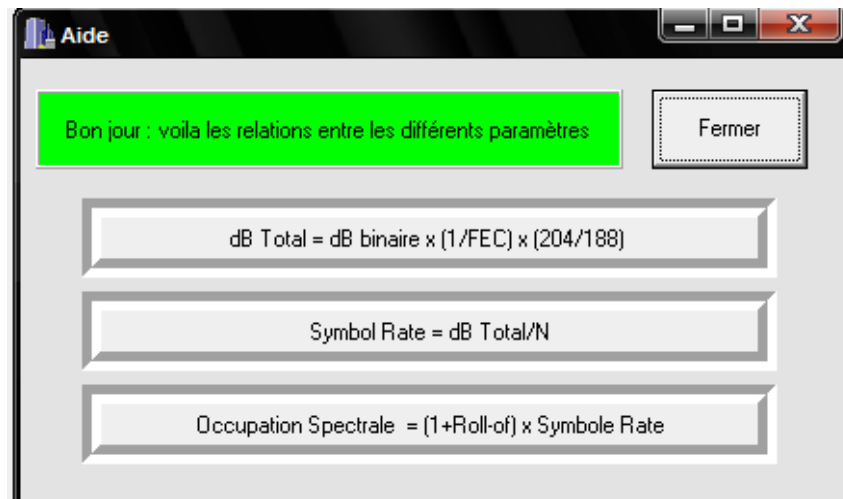 Aide
Bon jour : voila les relations entre les différents paramètres
Fermer
dB Total = dB binaire x (1/FEC) x (204/188)
Symbol Rate = dB Total/N
Occupation Spectrale = (1+Roll-of) x Symbole Rate